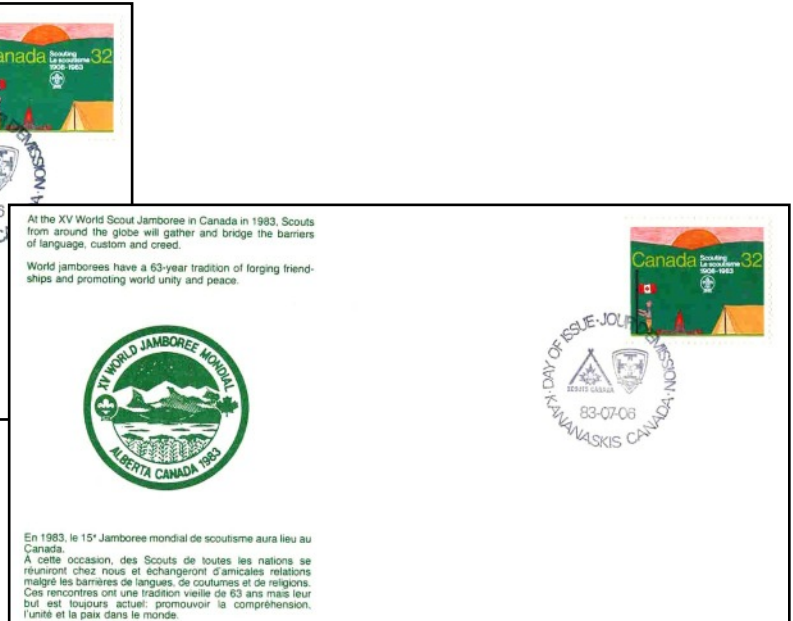 anada Scouting 32
La scoutisme
1908-1983
At the XV World Scout Jamboree in Canada in 1983, Scouts
from around the globe will gather and bridge the barriers
of language, custom and creed.
World jamborees have a 63-year tradition of forging friend-
ships and promoting world unity and peace.
XV WORLD JAMBOREE MONDIAL
ALBERTA CANADA 1983
En 1983, le 15e Jamboree mondial de scoutisme aura lieu au
Canada.
À cette occasion, des Scouts de toutes les nations se
réuniront chez nous et échangeront d'amicales relations
malgré les barrières de langues, de coutumes et de religions.
Ces rencontres ont une tradition vieille de 63 ans mais leur
but est toujours actuel: promouvoir la compréhension,
l'unité et la paix dans le monde.
Canada Scouting 32
La scoutisme
1908-1983
DAY OF ISSUE·JOUR D'EMISSION
SCOUTS CANADA
83-07-06
KANANASKIS CANADA